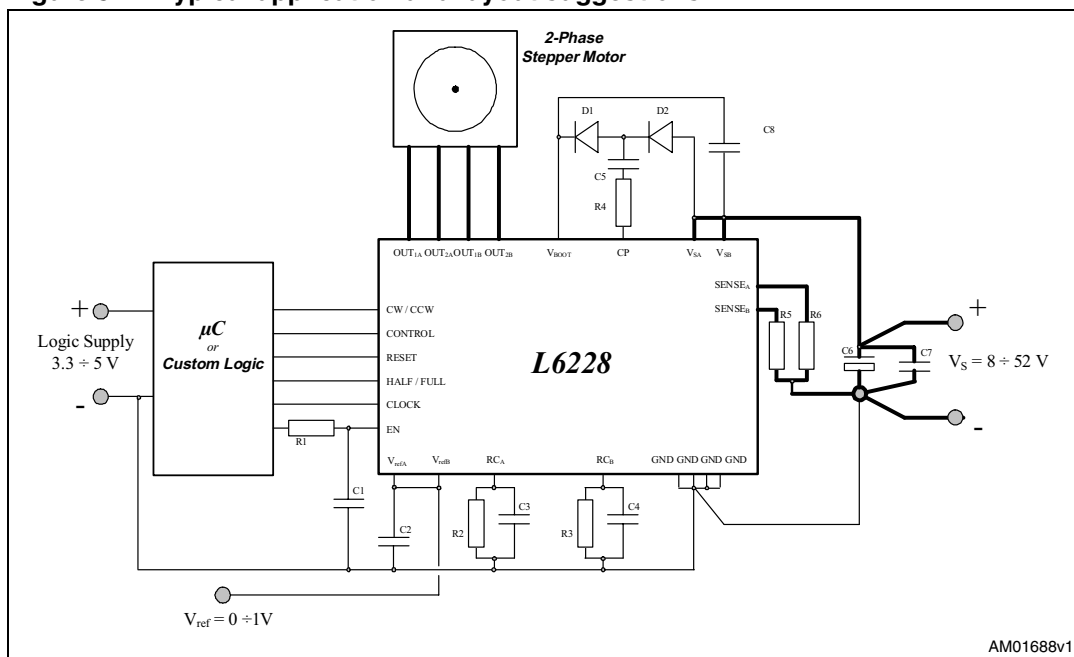 2-Phase
Stepper Motor
D1
D2
C8
C5
R4
OUT1A OUT2A OUT1B OUT2B
VBOOT
CP
VSA
VSB
SENSEA
SENSEB
R5
R6
+
Logic Supply
3.3 ÷ 5 V
-
μC
or
Custom Logic
CW / CCW
CONTROL
RESET
HALF / FULL
CLOCK
EN
L6228
C6
C7
+
VS = 8 ÷ 52 V
-
R1
VrefA
VrefB
RCA
RCB
GND GND GND GND
C1
C2
R2
C3
R3
C4
Vref = 0 ÷1V
AM01688v1